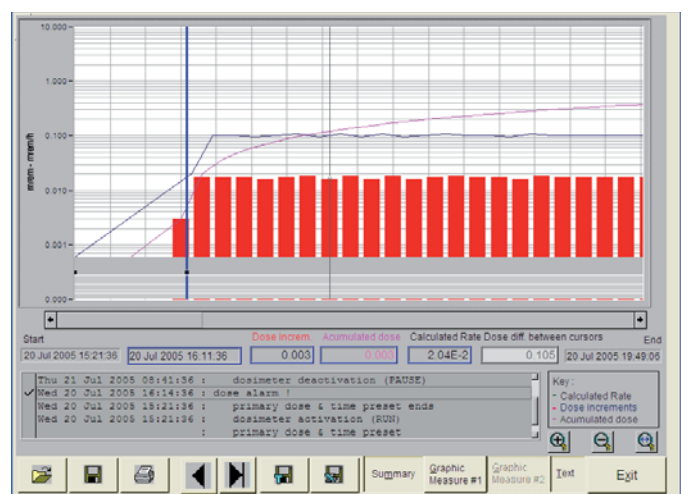 10.000
1.000
0.100
0.010
0.001
0.000
mrem - mrem/h
Start
Dose increm.
Acumulated dose
Calculated Rate
Dose diff. between cursors
End
20 Jul 2005 15:21:36
20 Jul 2005 16.11.36
0.003
0.003
2.04E-2
0.105
20 Jul 2005 19:49:06
Thu 21 Jul 2005 08:41:36 : dosimeter deactivation (PAUSE)
Wed 20 Jul 2005 16:14:36 : dose alarm !
Wed 20 Jul 2005 15:21:36 : primary dose & time preset ends
Wed 20 Jul 2005 15:21:36 : dosimeter activation (RUN)
: primary dose & time preset
Key:
- Calculated Rate
- Dose increments
- Acumulated dose
Summary
Graphic Measure #1
Graphic Measure #2
Text
Exit